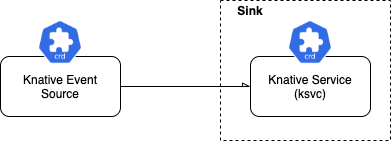 Sink
crd
crd
Knative Event
Source
Knative Service
(ksvc)